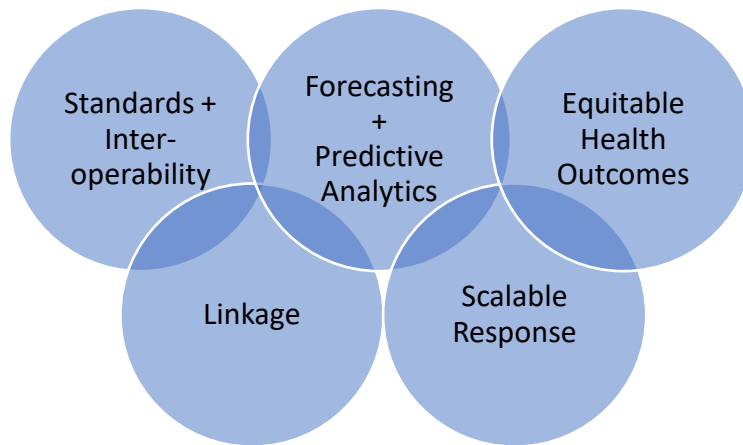 Standards +
Inter-
operability
Forecasting
+
Predictive
Analytics
Equitable
Health
Outcomes
Linkage
Scalable
Response